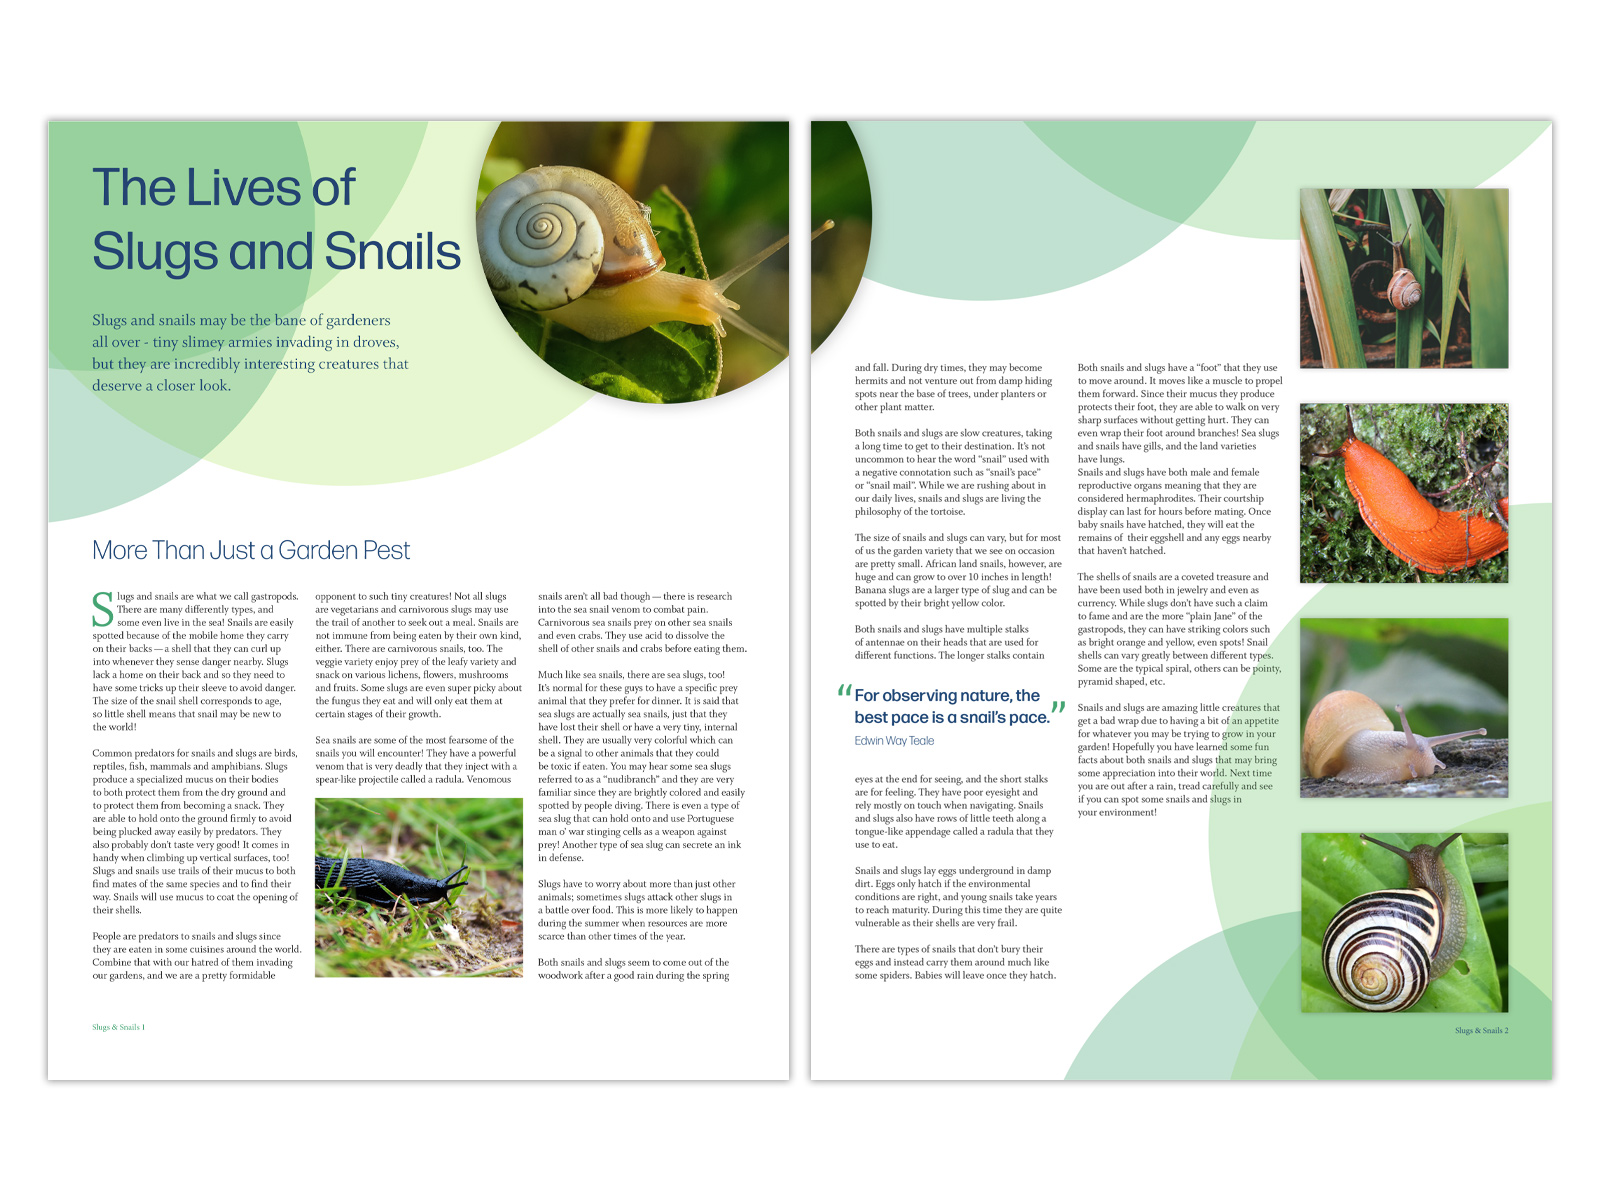 The Lives of
Slugs and Snails
Slugs and snails may be the bane of gardeners
all over - tiny slimey armies invading in droves,
but they are incredibly interesting creatures that
deserve a closer look.
More Than Just a Garden Pest
Slugs and snails are what we call gastropods.
There are many differently types, and
some even live in the sea! Snails are easily
spotted because of the mobile home they carry
on their backs — a shell that they can curl up
into whenever they sense danger nearby. Slugs
lack a home on their back and so they need to
have some tricks up their sleeve to avoid danger.
The size of the snail shell corresponds to age,
so little shell means that snail may be new to
the world!
Common predators for snails and slugs are birds,
reptiles, fish, mammals and amphibians. Slugs
produce a specialized mucus on their bodies
to both protect them from the dry ground and
to protect them from becoming a snack. They
are able to hold onto the ground firmly to avoid
being plucked away easily by predators. They
also probably don't taste very good! It comes in
handy when climbing up vertical surfaces, too!
Slugs and snails use trails of their mucus to both
find mates of the same species and to find their
way. Snails will use mucus to coat the opening of
their shells.
People are predators to snails and slugs since
they are eaten in some cuisines around the world.
Combine that with our hatred of them invading
our gardens, and we are a pretty formidable
opponent to such tiny creatures! Not all slugs
are vegetarians and carnivorous slugs may use
the trail of another to seek out a meal. Snails are
not immune from being eaten by their own kind,
either. There are carnivorous snails, too. The
veggie variety enjoy prey of the leafy variety and
snack on various lichens, flowers, mushrooms
and fruits. Some slugs are even super picky about
the fungus they eat and will only eat them at
certain stages of their growth.
Sea snails are some of the most fearsome of the
snails you will encounter! They have a powerful
venom that is very deadly that they inject with a
spear-like projectile called a radula. Venomous
snails aren't all bad though — there is research
into the sea snail venom to combat pain.
Carnivorous sea snails prey on other sea snails
and even crabs. They use acid to dissolve the
shell of other snails and crabs before eating them.
Much like sea snails, there are sea slugs, too!
It's normal for these guys to have a specific prey
animal that they prefer for dinner. It is said that
sea slugs are actually sea snails, just that they
have lost their shell or have a very tiny, internal
shell. They are usually very colorful which can
be a signal to other animals that they could
be toxic if eaten. You may hear some sea slugs
referred to as a “nudibranch” and they are very
familiar since they are brightly colored and easily
spotted by people diving. There is even a type of
sea slug that can hold onto and use Portuguese
man o' war stinging cells as a weapon against
prey! Another type of sea slug can secrete an ink
in defense.
Slugs have to worry about more than just other
animals; sometimes slugs attack other slugs in
a battle over food. This is more likely to happen
during the summer when resources are more
scarce than other times of the year.
Both snails and slugs seem to come out of the
woodwork after a good rain during the spring
Slugs & Snails 1
and fall. During dry times, they may become
hermits and not venture out from damp hiding
spots near the base of trees, under planters or
other plant matter.
Both snails and slugs are slow creatures, taking
a long time to get to their destination. It's not
uncommon to hear the word “snail” used with
a negative connotation such as “snail's pace”
or “snail mail”. While we are rushing about in
our daily lives, snails and slugs are living the
philosophy of the tortoise.
The size of snails and slugs can vary, but for most
of us the garden variety that we see on occasion
are pretty small. African land snails, however, are
huge and can grow to over 10 inches in length!
Banana slugs are a larger type of slug and can be
spotted by their bright yellow color.
Both snails and slugs have multiple stalks
of antennae on their heads that are used for
different functions. The longer stalks contain
“For observing nature, the
best pace is a snail's pace.”
Edwin Way Teale
eyes at the end for seeing, and the short stalks
are for feeling. They have poor eyesight and
rely mostly on touch when navigating. Snails
and slugs also have rows of little teeth along a
tongue-like appendage called a radula that they
use to eat.
Snails and slugs lay eggs underground in damp
dirt. Eggs only hatch if the environmental
conditions are right, and young snails take years
to reach maturity. During this time they are quite
vulnerable as their shells are very frail.
There are types of snails that don't bury their
eggs and instead carry them around much like
some spiders. Babies will leave once they hatch.
Both snails and slugs have a “foot” that they use
to move around. It moves like a muscle to propel
them forward. Since their mucus they produce
protects their foot, they are able to walk on very
sharp surfaces without getting hurt. They can
even wrap their foot around branches! Sea slugs
and snails have gills, and the land varieties
have lungs.
Snails and slugs have both male and female
reproductive organs meaning that they are
considered hermaphrodites. Their courtship
display can last for hours before mating. Once
baby snails have hatched, they will eat the
remains of their eggshell and any eggs nearby
that haven't hatched.
The shells of snails are a coveted treasure and
have been used both in jewelry and even as
currency. While slugs don't have such a claim
to fame and are the more “plain Jane” of the
gastropods, they can have striking colors such
as bright orange and yellow, even spots! Snail
shells can vary greatly between different types.
Some are the typical spiral, others can be pointy,
pyramid shaped, etc.
Snails and slugs are amazing little creatures that
get a bad wrap due to having a bit of an appetite
for whatever you may be trying to grow in your
garden! Hopefully you have learned some fun
facts about both snails and slugs that may bring
some appreciation into their world. Next time
you are out after a rain, tread carefully and see
if you can spot some snails and slugs in
your environment!
Slugs & Snails 2